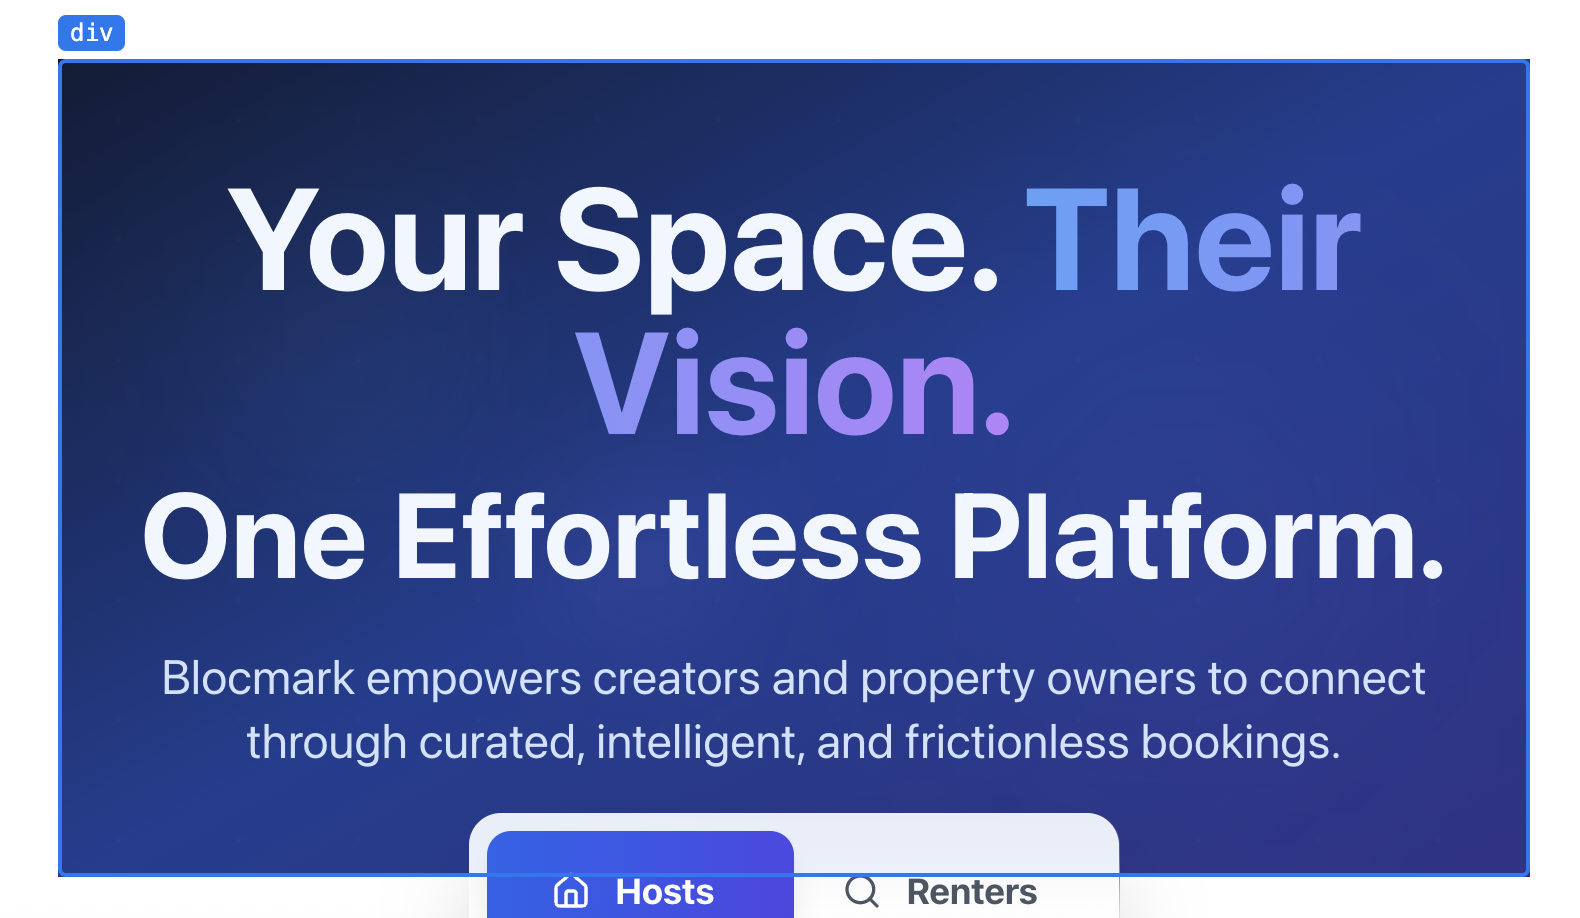 div
Your Space. Their
Vision.
One Effortless Platform.
Blocmark empowers creators and property owners to connect
through curated, intelligent, and frictionless bookings.
Hosts
Renters